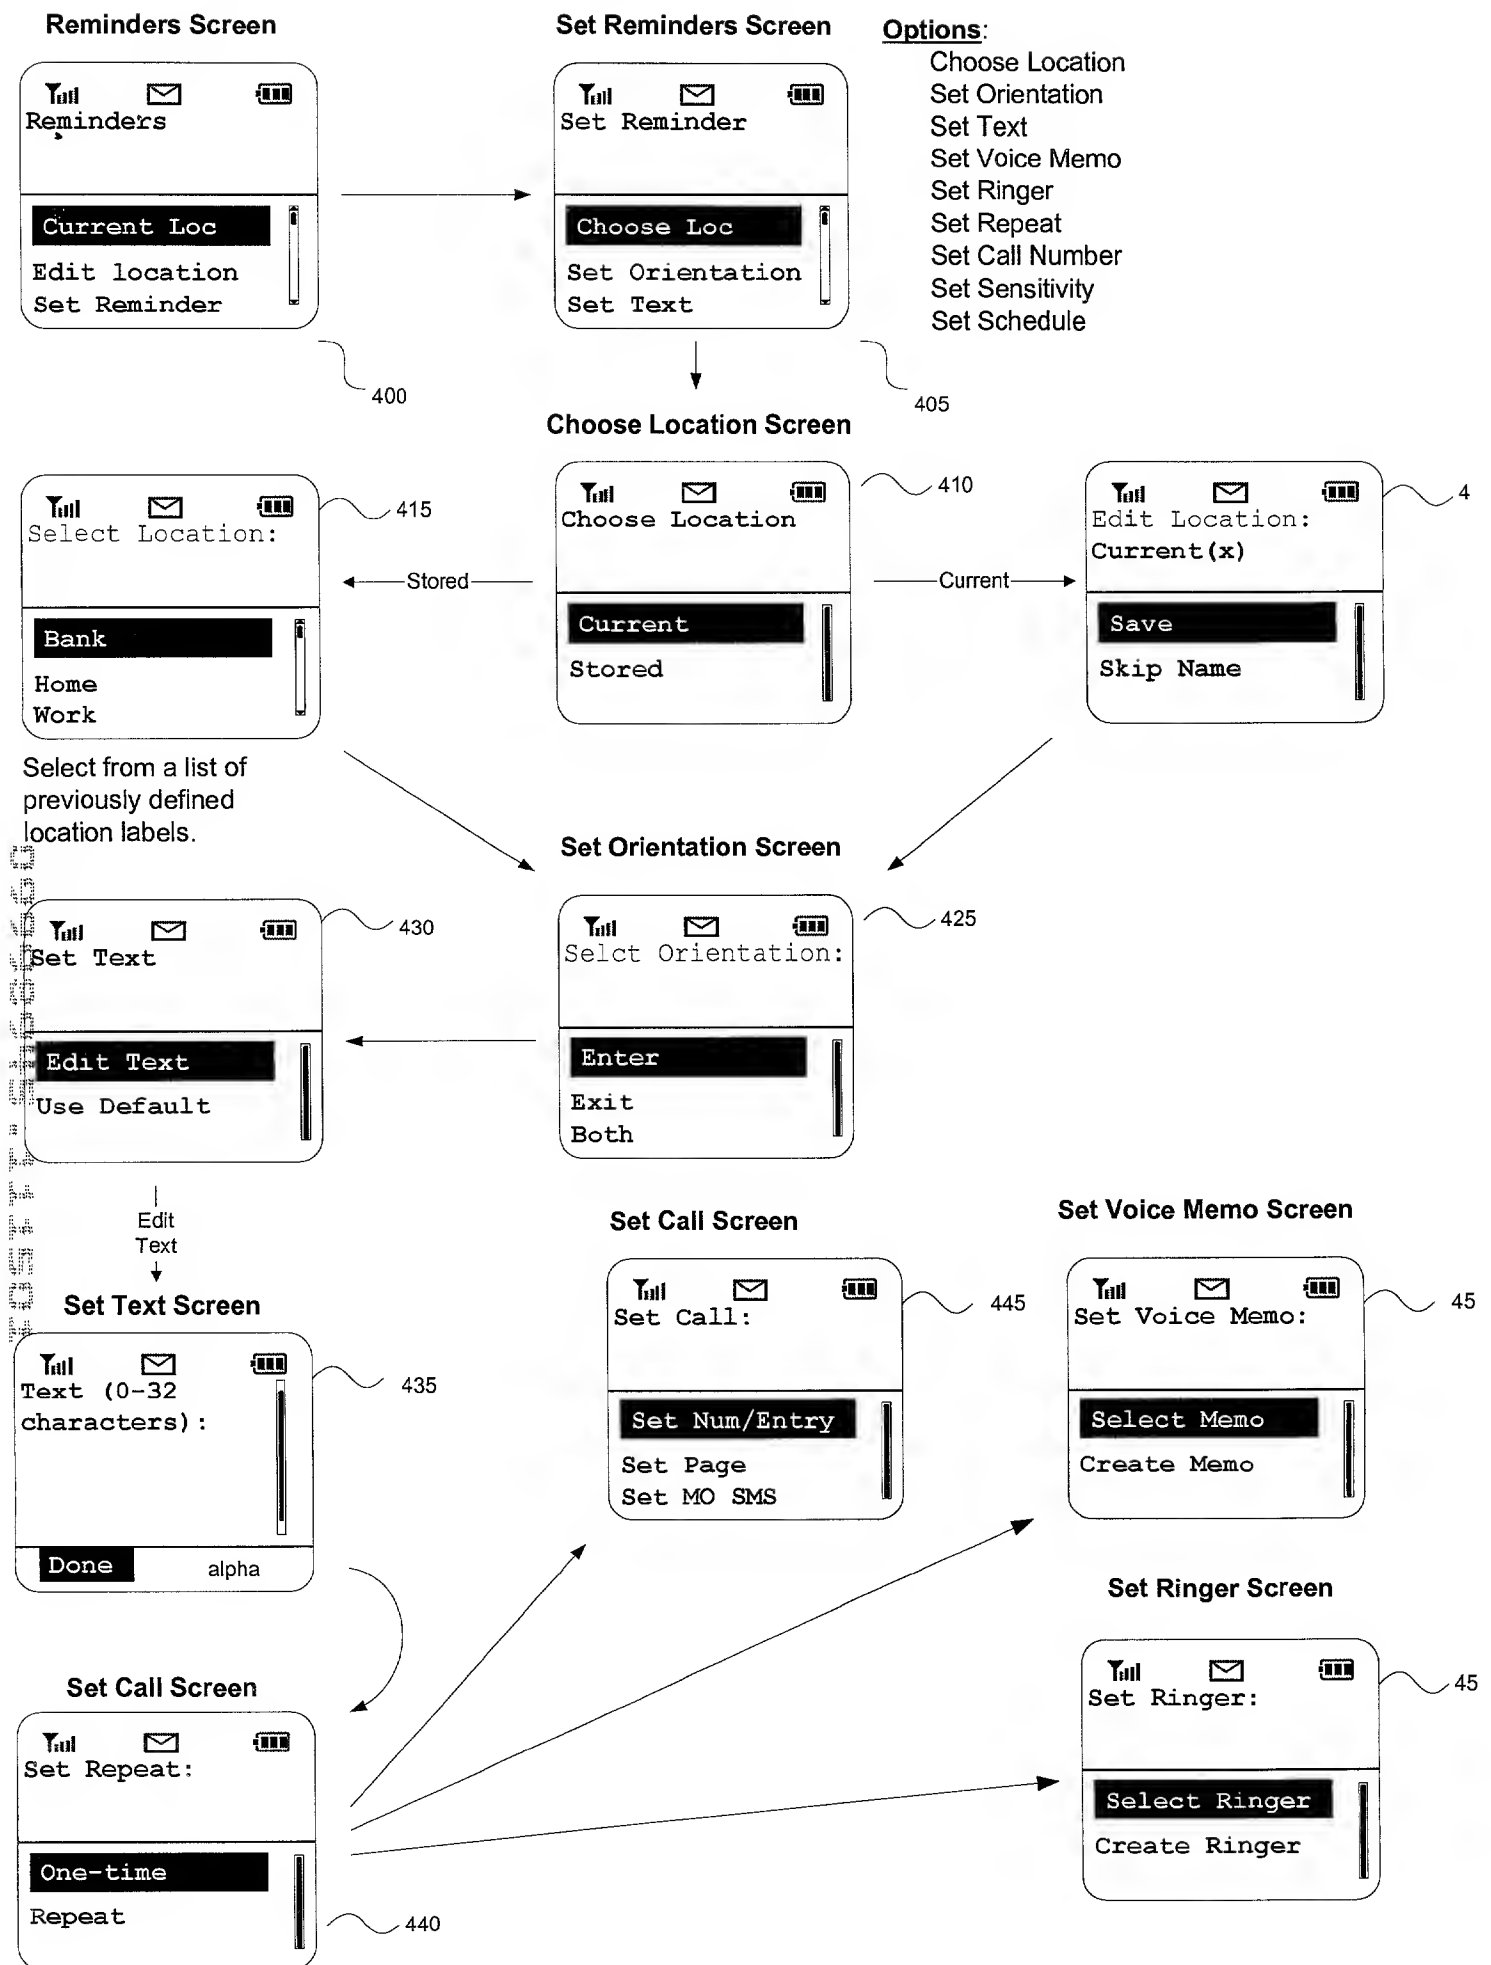 Reminders Screen
Set Reminders Screen
Options:
Choose Location
Set Orientation
Set Text
Set Voice Memo
Set Ringer
Set Repeat
Set Call Number
Set Sensitivity
Set Schedule
Reminders
Current Loc
Edit location
Set Reminder
400
Set Reminder
Choose Loc
Set Orientation
Set Text
405
Choose Location Screen
Select Location:
Bank
Home
Work
415
Select from a list of
previously defined
location labels.
Stored
Choose Location
Current
Stored
410
Current
Edit Location:
Current(x)
Save
Skip Name
4
Set Orientation Screen
Set Text
Edit Text
Use Default
430
Selct Orientation:
Enter
Exit
Both
425
Edit
Text
Set Text Screen
Text (0-32
characters):
Done
alpha
435
Set Call Screen
Set Call:
Set Num/Entry
Set Page
Set MO SMS
445
Set Voice Memo Screen
Set Voice Memo:
Select Memo
Create Memo
45
Set Ringer Screen
Set Ringer:
Select Ringer
Create Ringer
45
Set Call Screen
Set Repeat:
One-time
Repeat
440